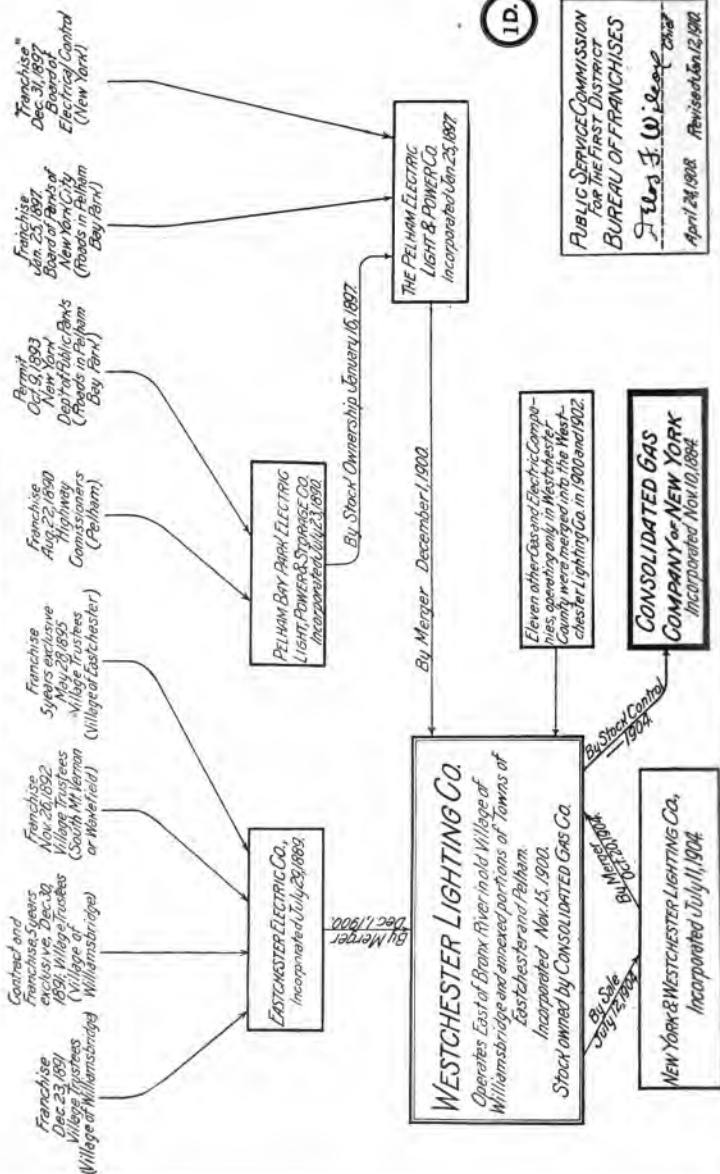 Franchise
Dec. 23, 1891
Village Trustees
(Village of Williamsbridge)
Contract and
Franchise, 5 years
exclusive, Dec. 30,
1891, Village Trustees
(Village of
Williamsbridge)
Franchise
Nov. 26, 1892
Village Trustees
(South Mt Vernon
or Wakefield)
Franchise
5 years exclusive
May 20, 1895
Village Trustees
(Village of Eastchester)
Franchise
Aug. 22, 1890
Highway
Comissioners
(Pelham)
Permit
Oct. 9, 1893
New York
Dep't of Public Parks
(Roads in Pelham
Bay Park)
Franchise
Jan. 25, 1897
Board of Parks of
New York City
(Roads in Pelham
Bay Park)
"Franchise"
Dec. 31, 1897
Board of
Electrical Control
(New York)
EASTCHESTER ELECTRIC CO.,
Incorporated July 29, 1889.
PELHAM BAY PARK ELECTRIC
LIGHT, POWER & STORAGE CO.
Incorporated July 23, 1890.
By Stock Ownership January 16, 1897.
THE PELHAM ELECTRIC
LIGHT & POWER CO.
Incorporated Jan. 25, 1897
By Merger
Dec. 1, 1900.
By Merger December 1, 1900.
WESTCHESTER LIGHTING CO.
Operates East of Bronx River in old Village of
Williamsbridge and annexed portions of Towns of
Eastchester and Pelham.
Incorporated Nov. 15, 1900.
Stock owned by CONSOLIDATED GAS CO.
Eleven other Gas and Electric Compa-
nies, operating only in Westchester
County were merged into the West-
chester Lighting Co. in 1900 and 1902.
By Sale
July 12, 1904
By Merger
Oct. 20, 1904.
By Stock Control
1904.
NEW YORK & WESTCHESTER LIGHTING CO.,
Incorporated July 11, 1904.
CONSOLIDATED GAS
COMPANY OF NEW YORK
Incorporated Nov. 10, 1884.
1D.
PUBLIC SERVICE COMMISSION
FOR THE FIRST DISTRICT
BUREAU OF FRANCHISES
Delos F. Wilcox Chief
April 24, 1908. Revised Jan. 12, 1910.